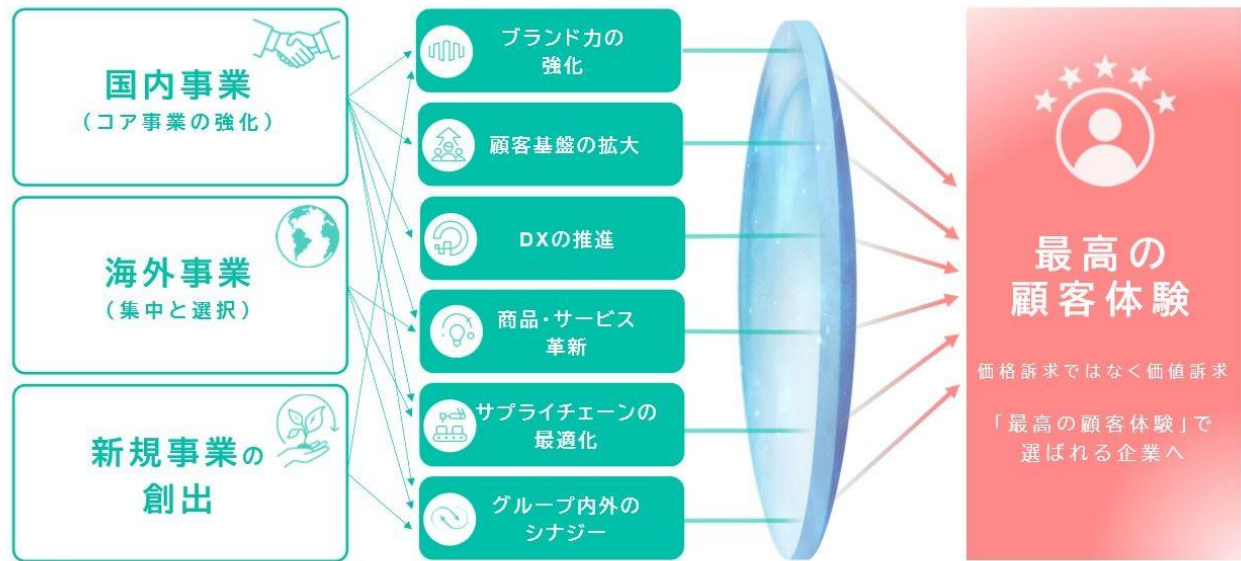 国内事業
（コア事業の強化）
海外事業
（集中と選択）
新規事業の
創出
ブランド力の
強化
顧客基盤の拡大
DXの推進
商品・サービス
革新
サプライチェーンの
最適化
グループ内外の
シナジー
最高の
顧客体験
価格訴求ではなく価値訴求
「最高の顧客体験」で
選ばれる企業へ